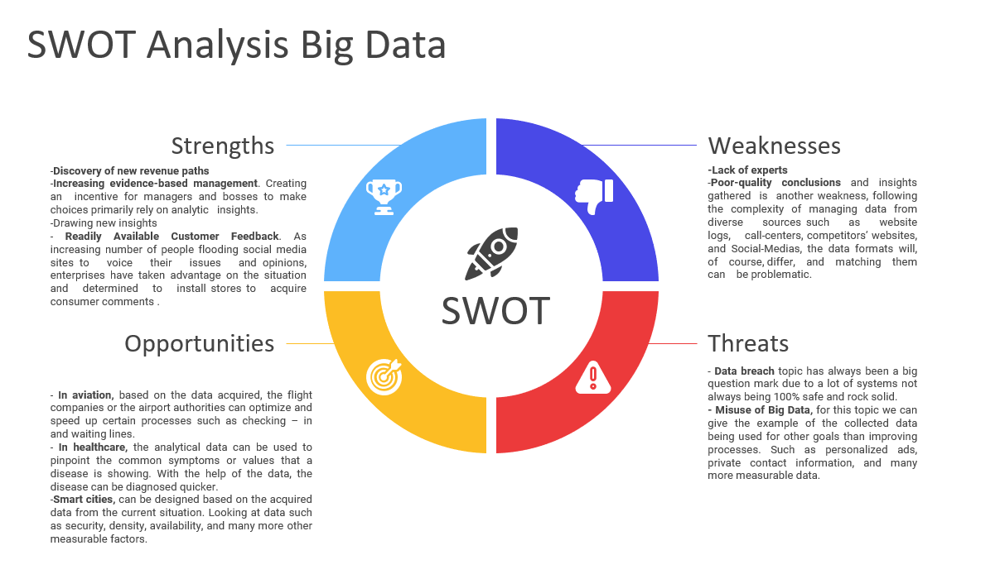 SWOT Analysis Big Data
Strengths
-Discovery of new revenue paths
-Increasing evidence-based management. Creating
an incentive for managers and bosses to make
choices primarily rely on analytic insights.
-Drawing new insights
- Readily Available Customer Feedback. As
increasing number of people flooding social media
sites to voice their issues and opinions,
enterprises have taken advantage on the situation
and determined to install stores to acquire
consumer comments .
Weaknesses
-Lack of experts
-Poor-quality conclusions and insights
gathered is another weakness, following
the complexity of managing data from
diverse sources such as website
logs, call-centers, competitors’ websites,
and Social-Medias, the data formats will,
of course, differ, and matching them
can be problematic.
SWOT
Opportunities
- In aviation, based on the data acquired, the flight
companies or the airport authorities can optimize and
speed up certain processes such as checking – in
and waiting lines.
- In healthcare, the analytical data can be used to
pinpoint the common symptoms or values that a
disease is showing. With the help of the data, the
disease can be diagnosed quicker.
-Smart cities, can be designed based on the acquired
data from the current situation. Looking at data such
as security, density, availability, and many more other
measurable factors.
Threats
- Data breach topic has always been a big
question mark due to a lot of systems not
always being 100% safe and rock solid.
- Misuse of Big Data, for this topic we can
give the example of the collected data
being used for other goals than improving
processes. Such as personalized ads,
private contact information, and many
more measurable data.